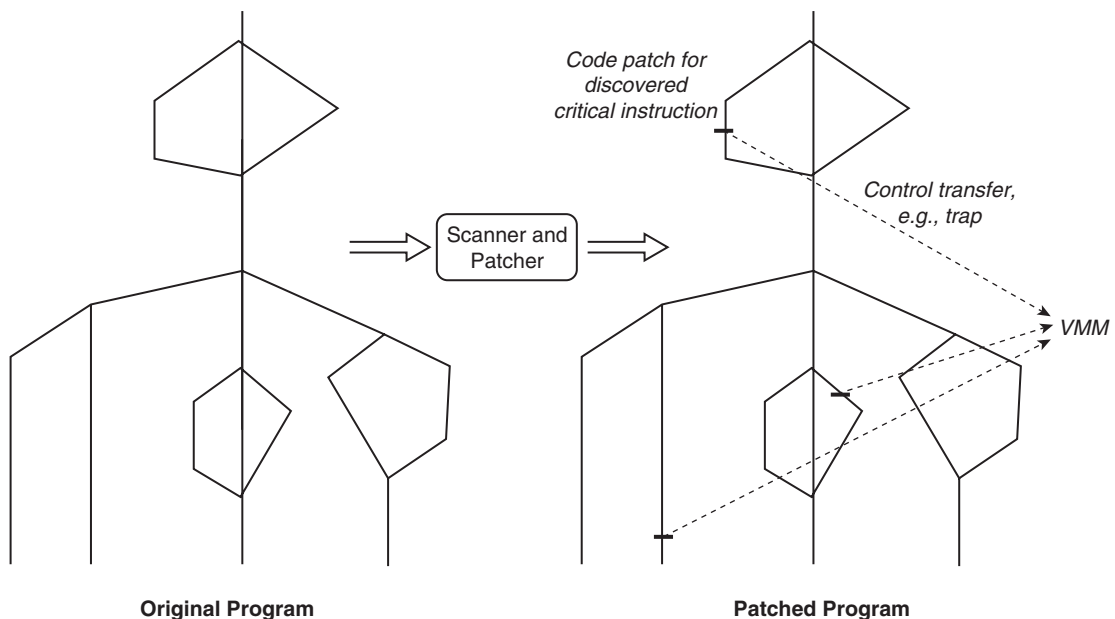 Code patch for
discovered
critical instruction
Control transfer,
e.g., trap
Scanner and
Patcher
VMM
Original Program
Patched Program